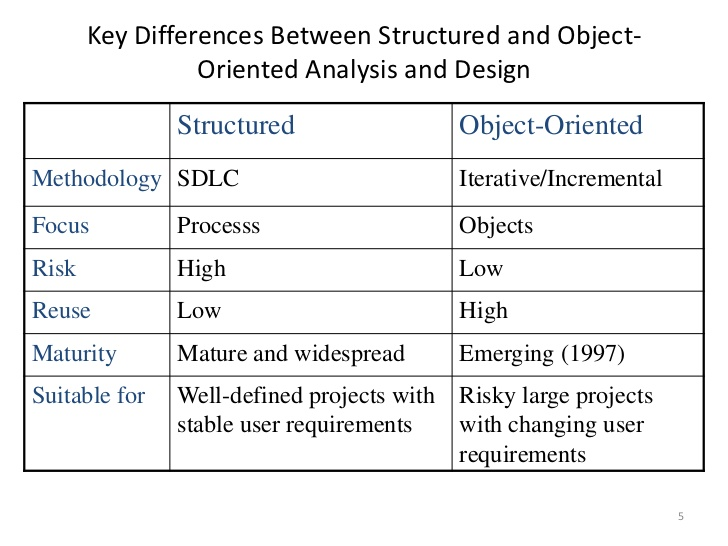 Key Differences Between Structured and Object-
Oriented Analysis and Design
Structured Object-Oriented
Methodology SDLC Iterative/Incremental
Focus Processs Objects
Risk High Low
Reuse Low High
Maturity Mature and widespread Emerging (1997)
Suitable for Well-defined projects with Risky large projects
stable user requirements with changing user
requirements
5